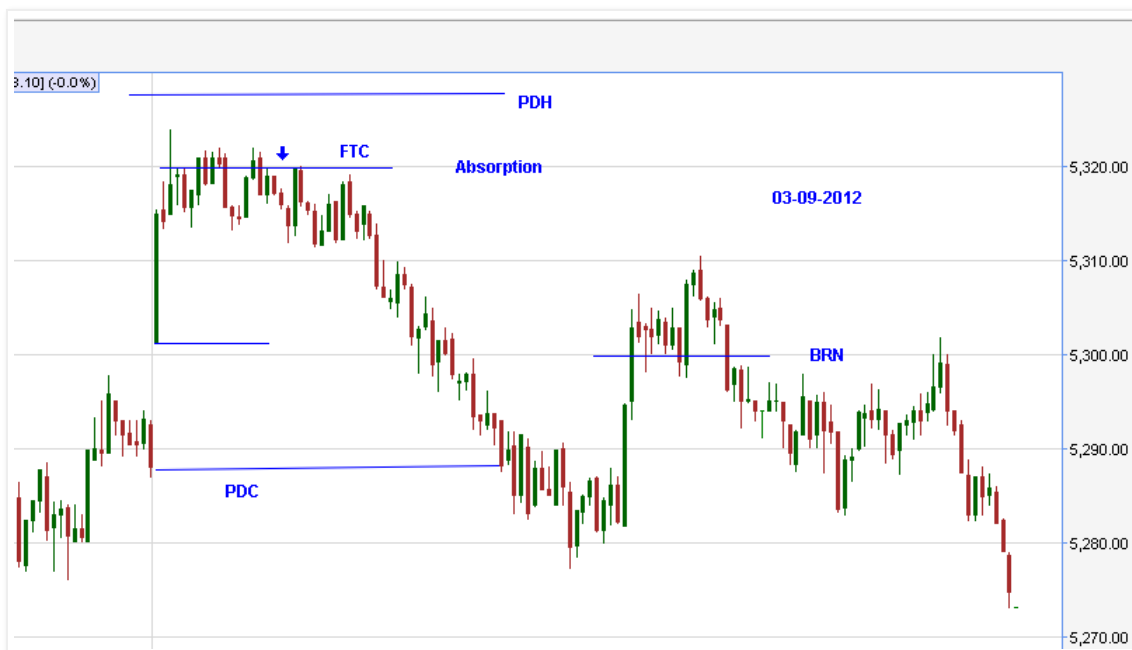 3.10] (-0.0%)
PDH
FTC
Absorption
5,320.00
03-09-2012
5,310.00
BRN
5,300.00
5,290.00
PDC
5,280.00
5,270.00